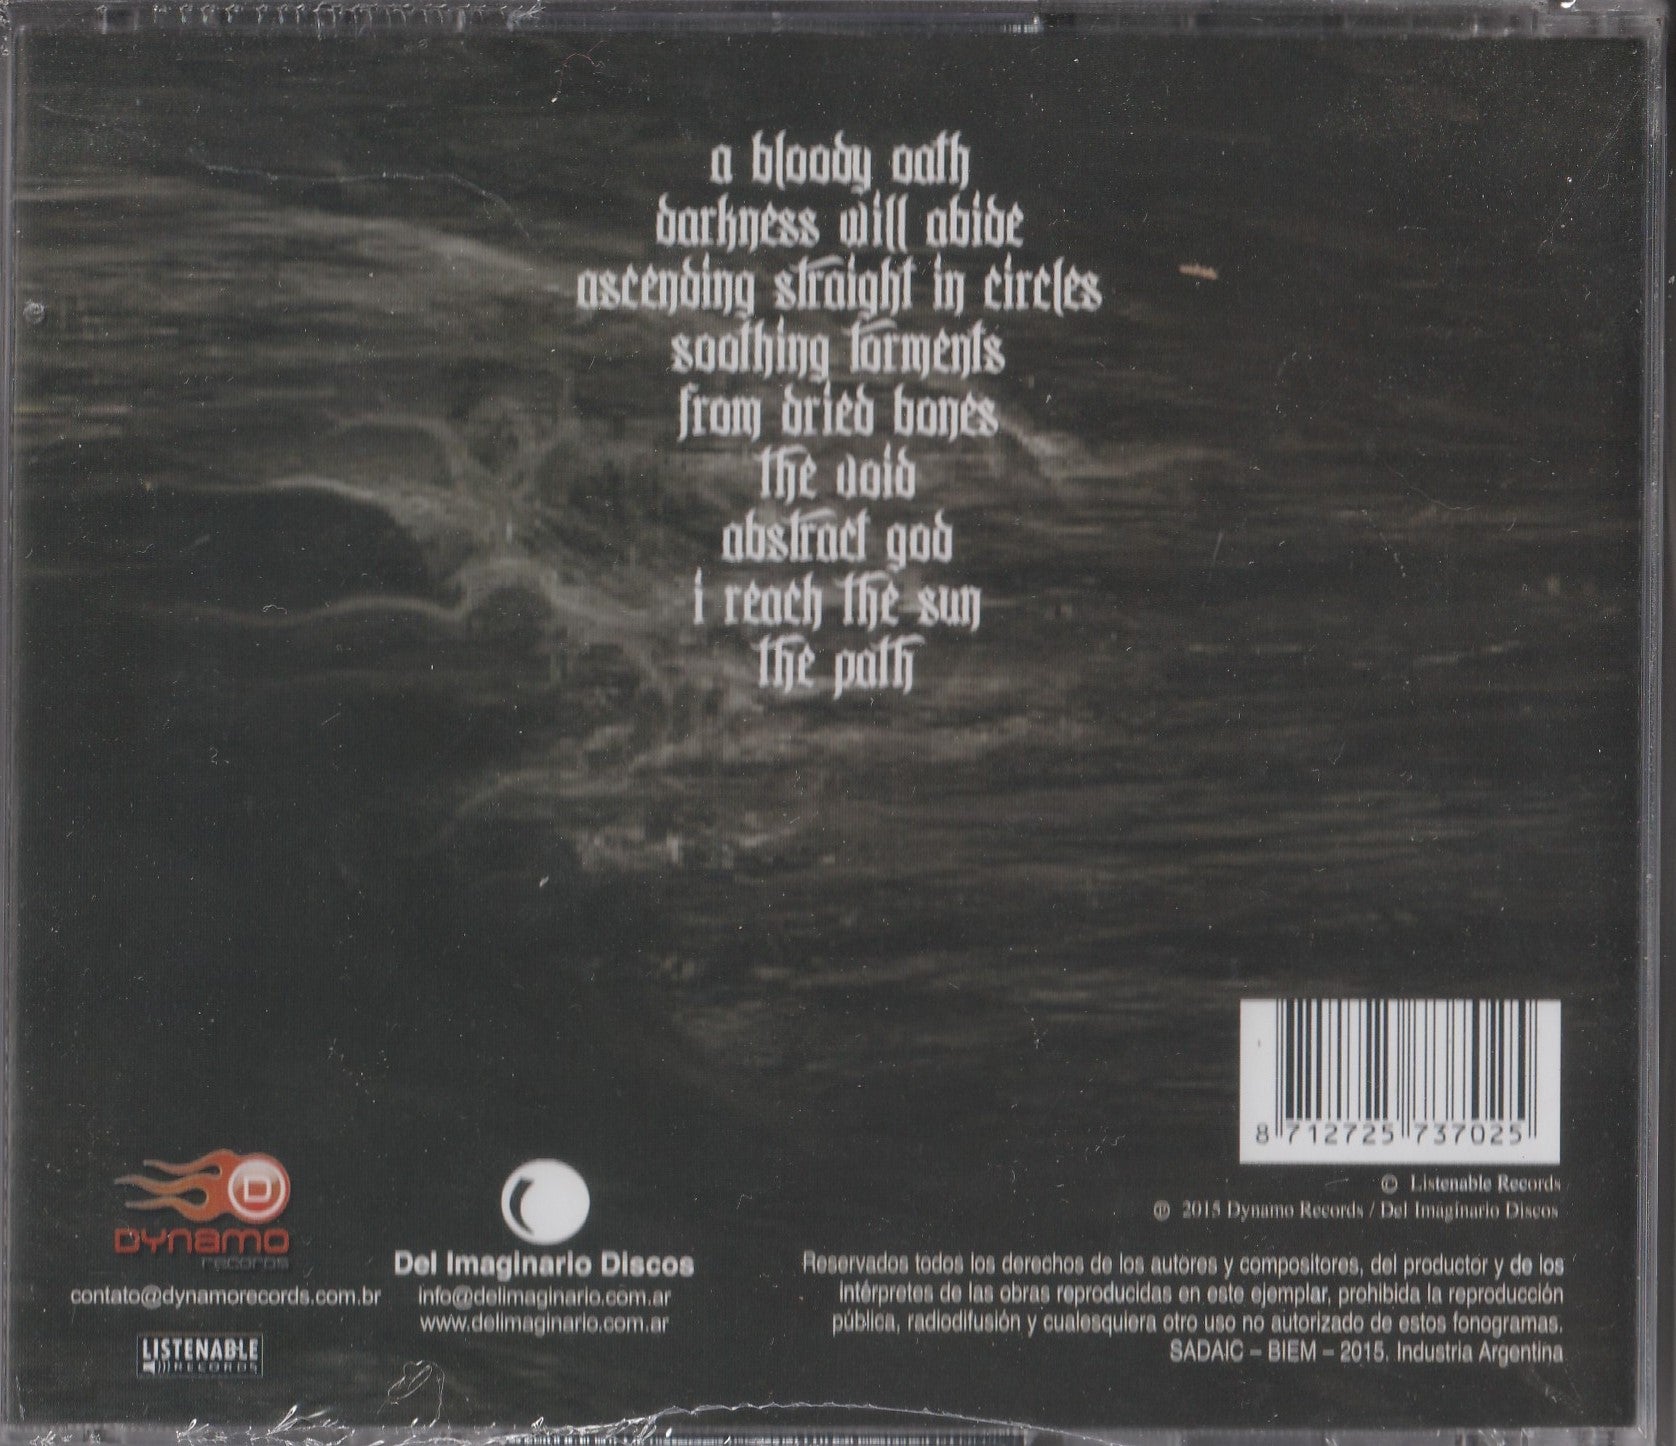 a bloody oath
darkness will abide
ascending straight in circles
soothing torments
from dried bones
the void
abstract god
i reach the sun
the path
8 712725 737025
© Listenable Records
℗ 2015 Dynamo Records / Del Imaginario Discos
D
DYNAMO
records
contato@dynamorecords.com.br
LISTENABLE
RECORDS
Del Imaginario Discos
info@delimaginario.com.ar
www.delimaginario.com.ar
Reservados todos los derechos de los autores y compositores, del productor y de los
intérpretes de las obras reproducidas en este ejemplar, prohibida la reproducción
pública, radiodifusión y cualesquiera otro uso no autorizado de estos fonogramas.
SADAIC – BIEM – 2015. Industria Argentina